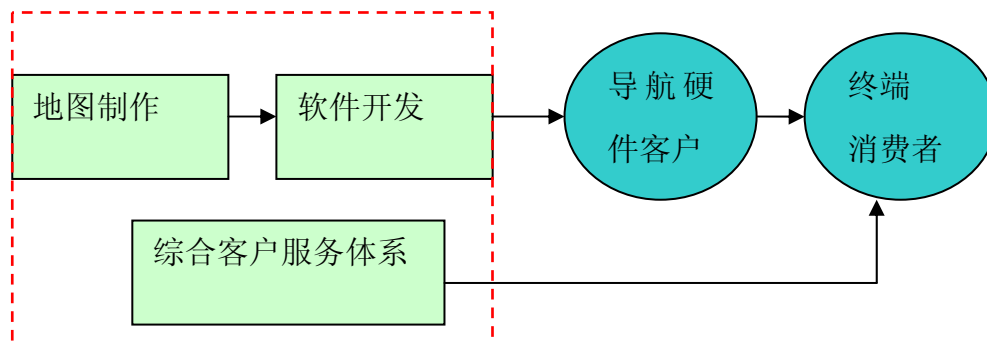 地图制作
软件开发
导航硬
件客户
终端
消费者
综合客户服务体系